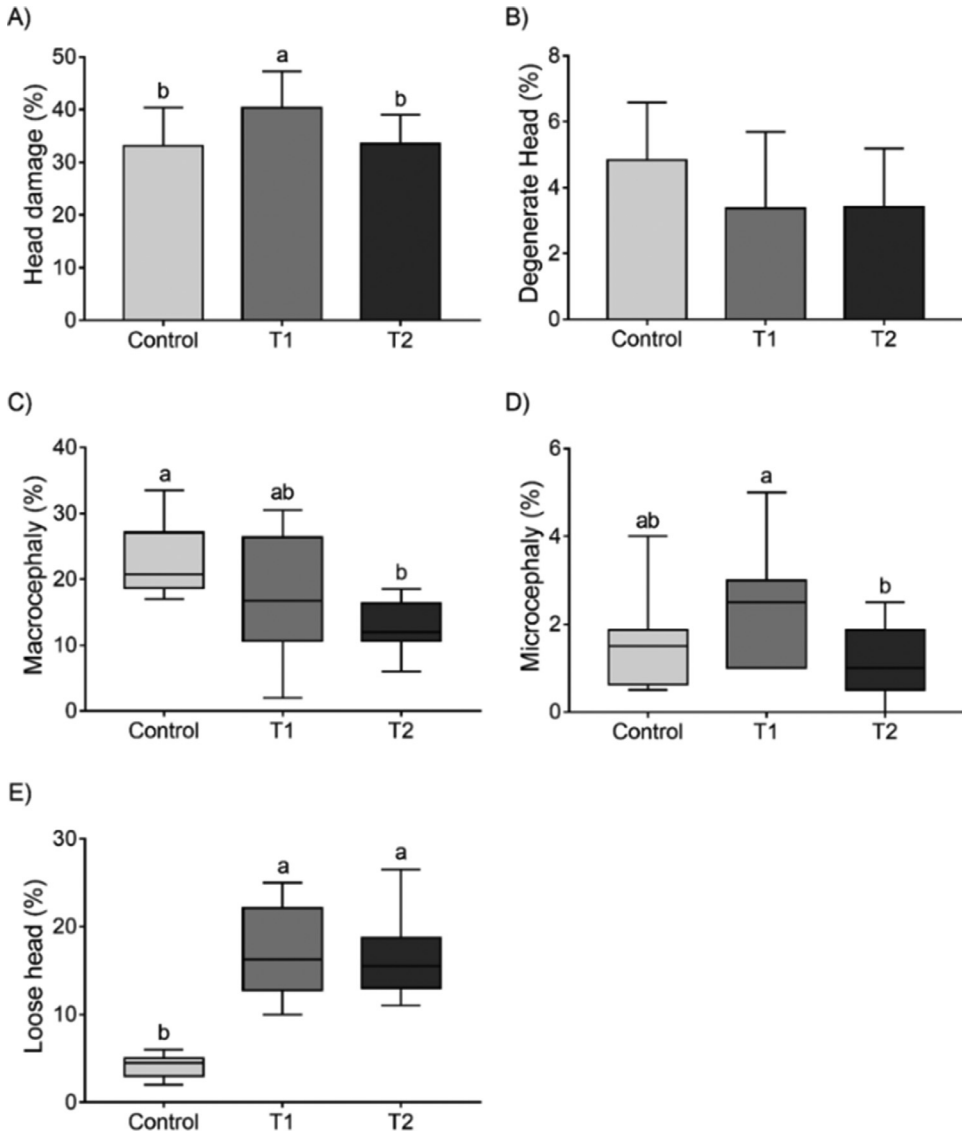 A)
Head damage (%)
50
40
30
20
10
0
b
a
b
Control
T1
T2
B)
Degenerate Head (%)
8
6
4
2
0
Control
T1
T2
C)
Macrocephaly (%)
40
30
20
10
0
a
ab
b
Control
T1
T2
D)
Microcephaly (%)
6
4
2
0
ab
a
b
Control
T1
T2
E)
Loose head (%)
30
20
10
0
b
a
a
Control
T1
T2